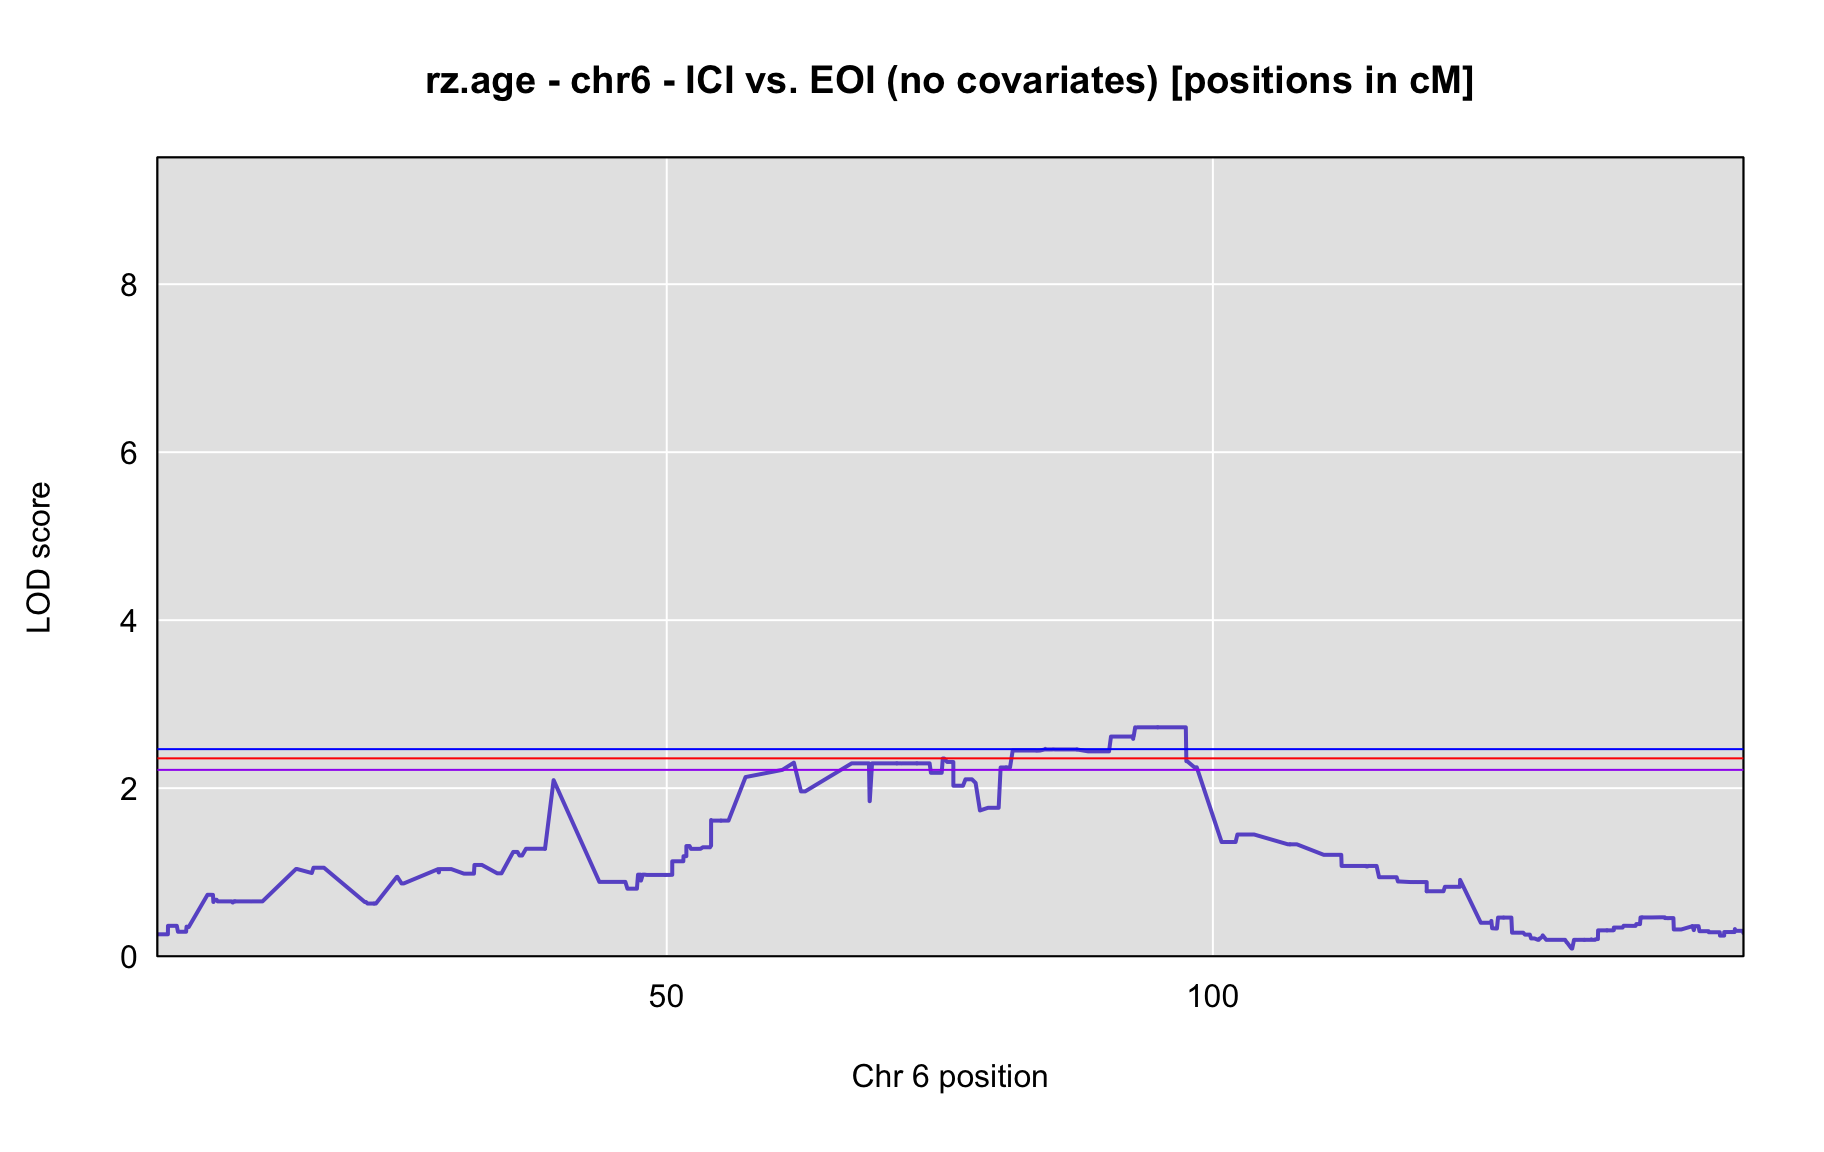 rz.age - chr6 - ICI vs. EOI (no covariates) [positions in cM]
8
6
4
2
0
LOD score
50
100
Chr 6 position